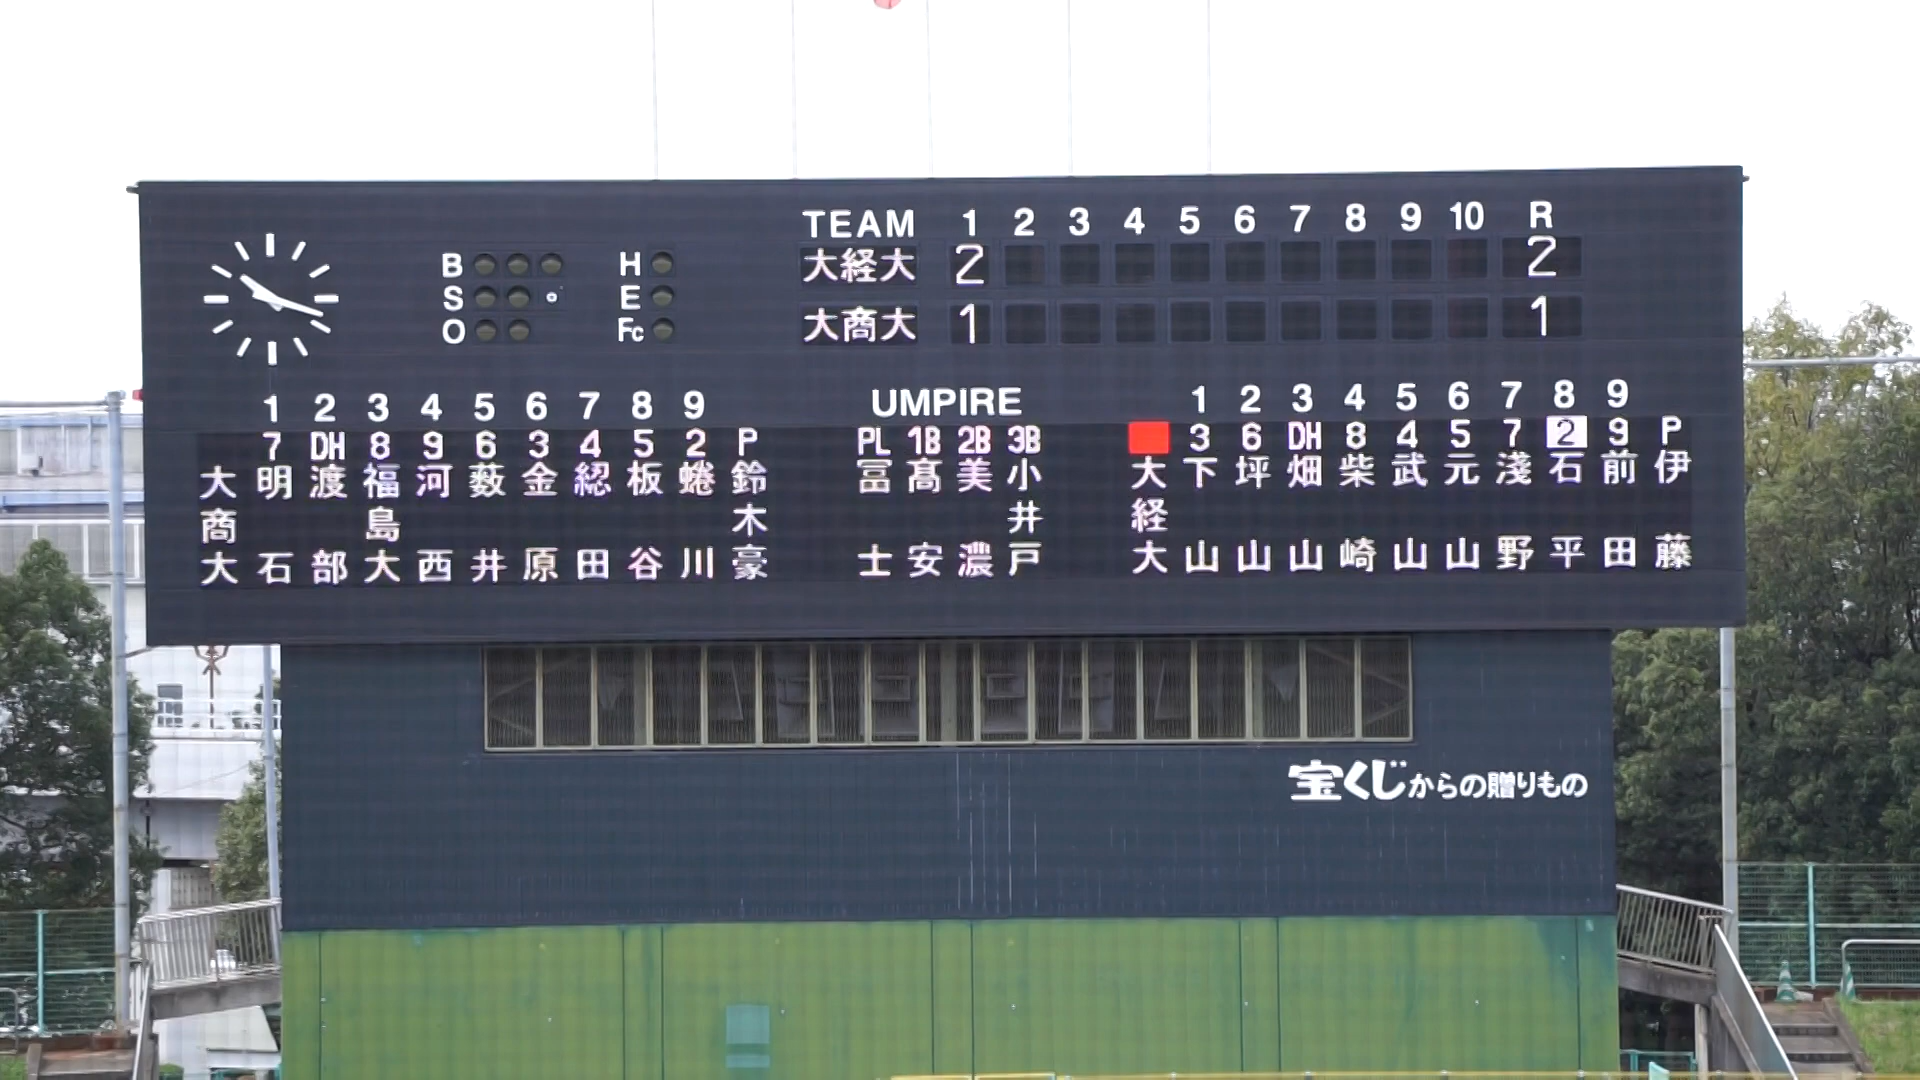 TEAM 1 2 3 4 5 6 7 8 9 10 R
B H 大経大 2 2
S E
O Fc 大商大 1 1
1 2 3 4 5 6 7 8 9
7 DH 8 9 6 3 4 5 2 P
大商大
明石
渡部
福島大
河西
薮井
金原
総田
板谷
蜷川
鈴木豪
UMPIRE
PL 1B 2B 3B
冨士
髙安
美濃
小井戸
1 2 3 4 5 6 7 8 9
3 6 DH 8 4 5 7 2 9 P
大経大
下山
坪山
畑山
柴崎
武山
元山
淺野
石平
前田
伊藤
宝くじからの贈りもの